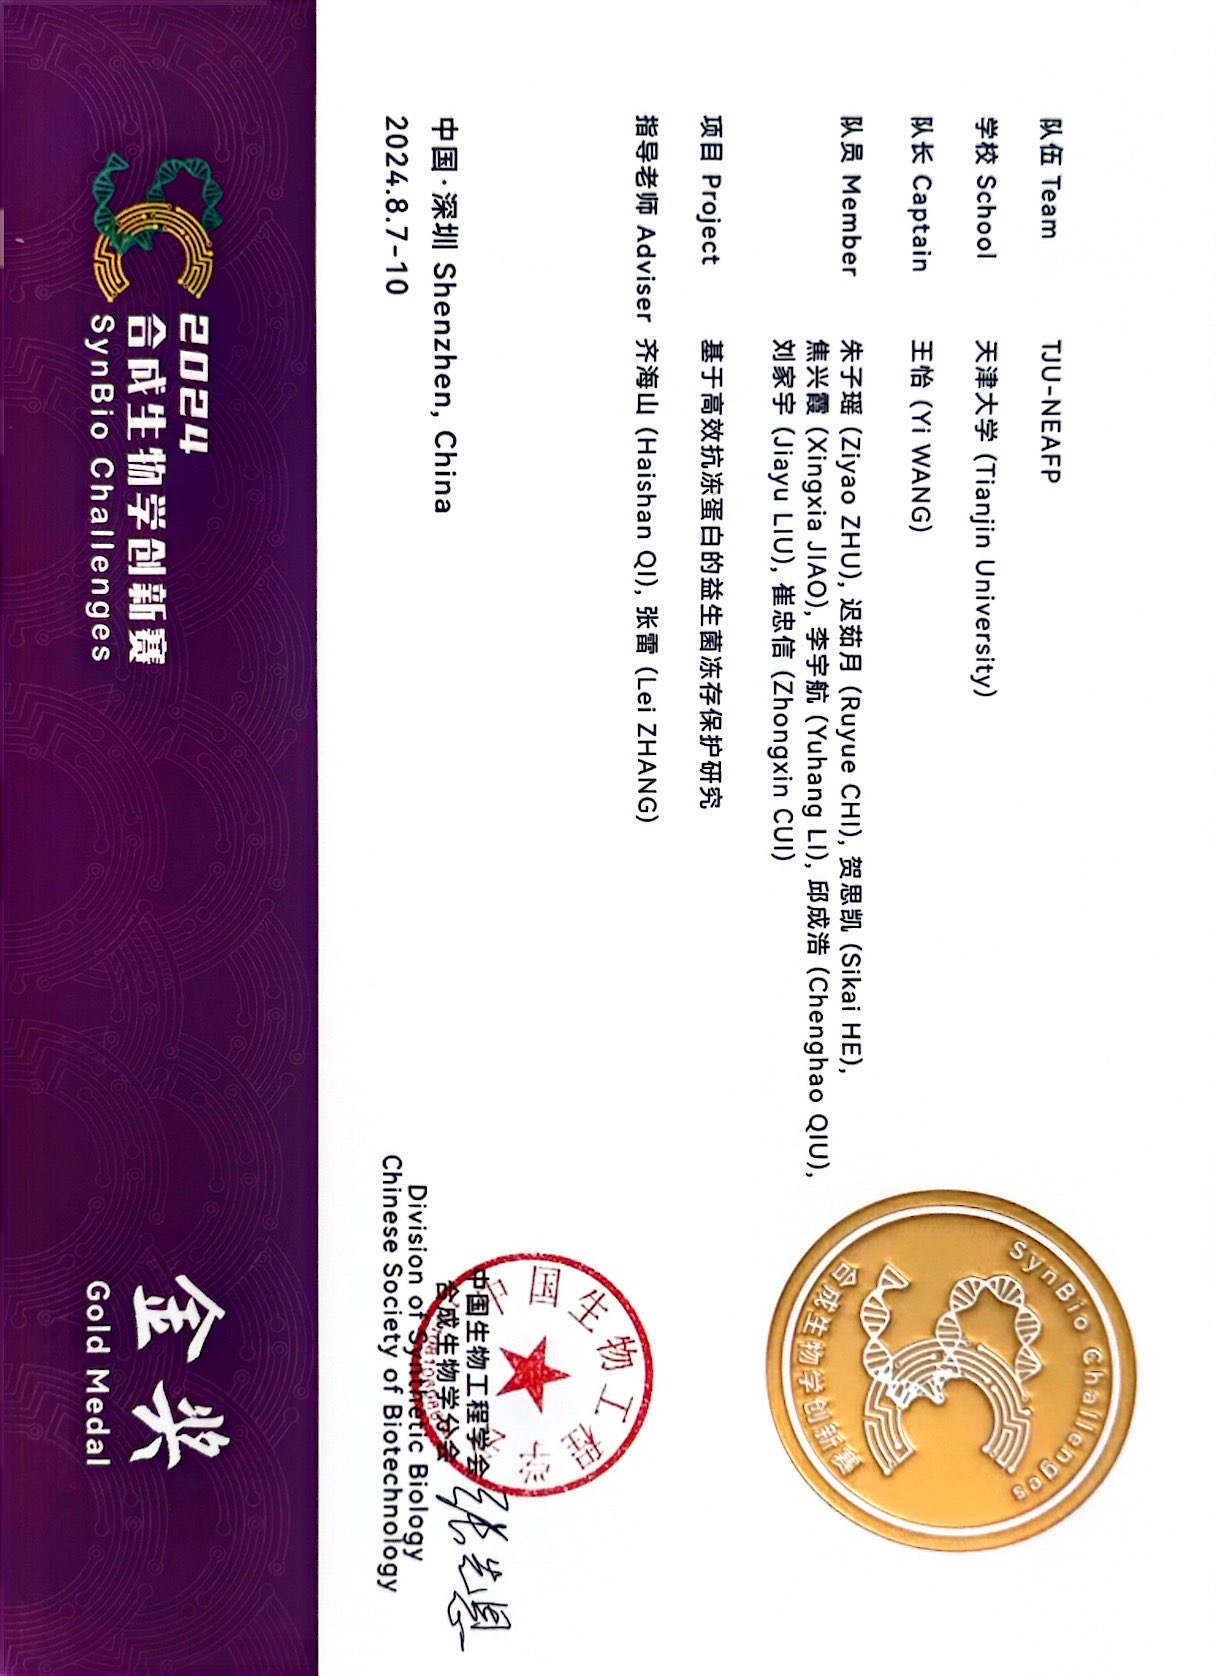 SynBio Challenges
合成生物学创新赛
队伍 Team TJU-NEAFP
学校 School 天津大学 (Tianjin University)
队长 Captain 王怡 (Yi WANG)
队员 Member 朱子瑶 (Ziyao ZHU), 迟茹月 (Ruyue CHI), 贺思凯 (Sikai HE),
焦兴霞 (Xingxia JIAO), 李宇航 (Yuhang LI), 邱成浩 (Chenghao QIU),
刘家宇 (Jiayu LIU), 崔忠信 (Zhongxin CUI)
项目 Project 基于高效抗冻蛋白的益生菌冻存保护研究
指导老师 Adviser 齐海山 (Haishan QI), 张雷 (Lei ZHANG)
中国生物工程学会
中国生物工程学会
张先恩
合成生物学分会
Division of Synthetic Biology
Chinese Society of Biotechnology
中国·深圳 Shenzhen, China
2024.8.7-10
2024
合成生物学创新赛
SynBio Challenges
金奖
Gold Medal